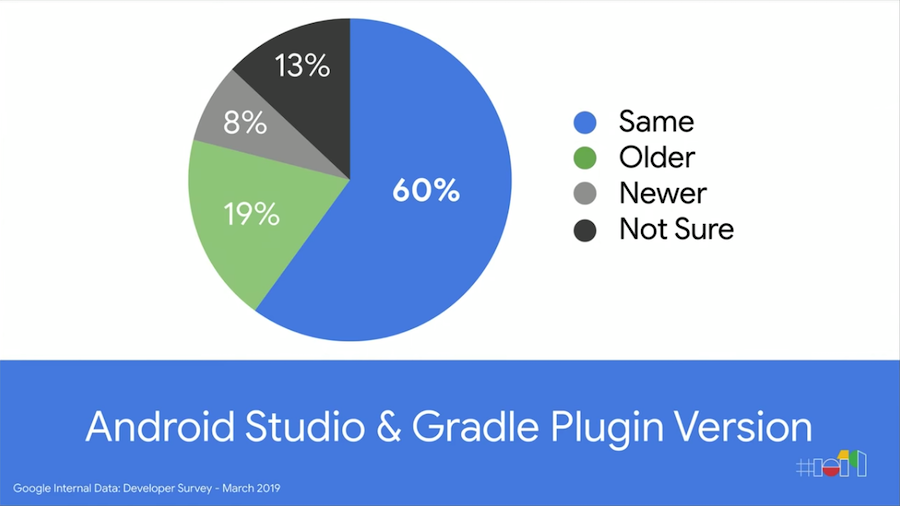 13%
8%
60%
19%
Same
Older
Newer
Not Sure
Android Studio & Gradle Plugin Version
#io19
Google Internal Data: Developer Survey - March 2019